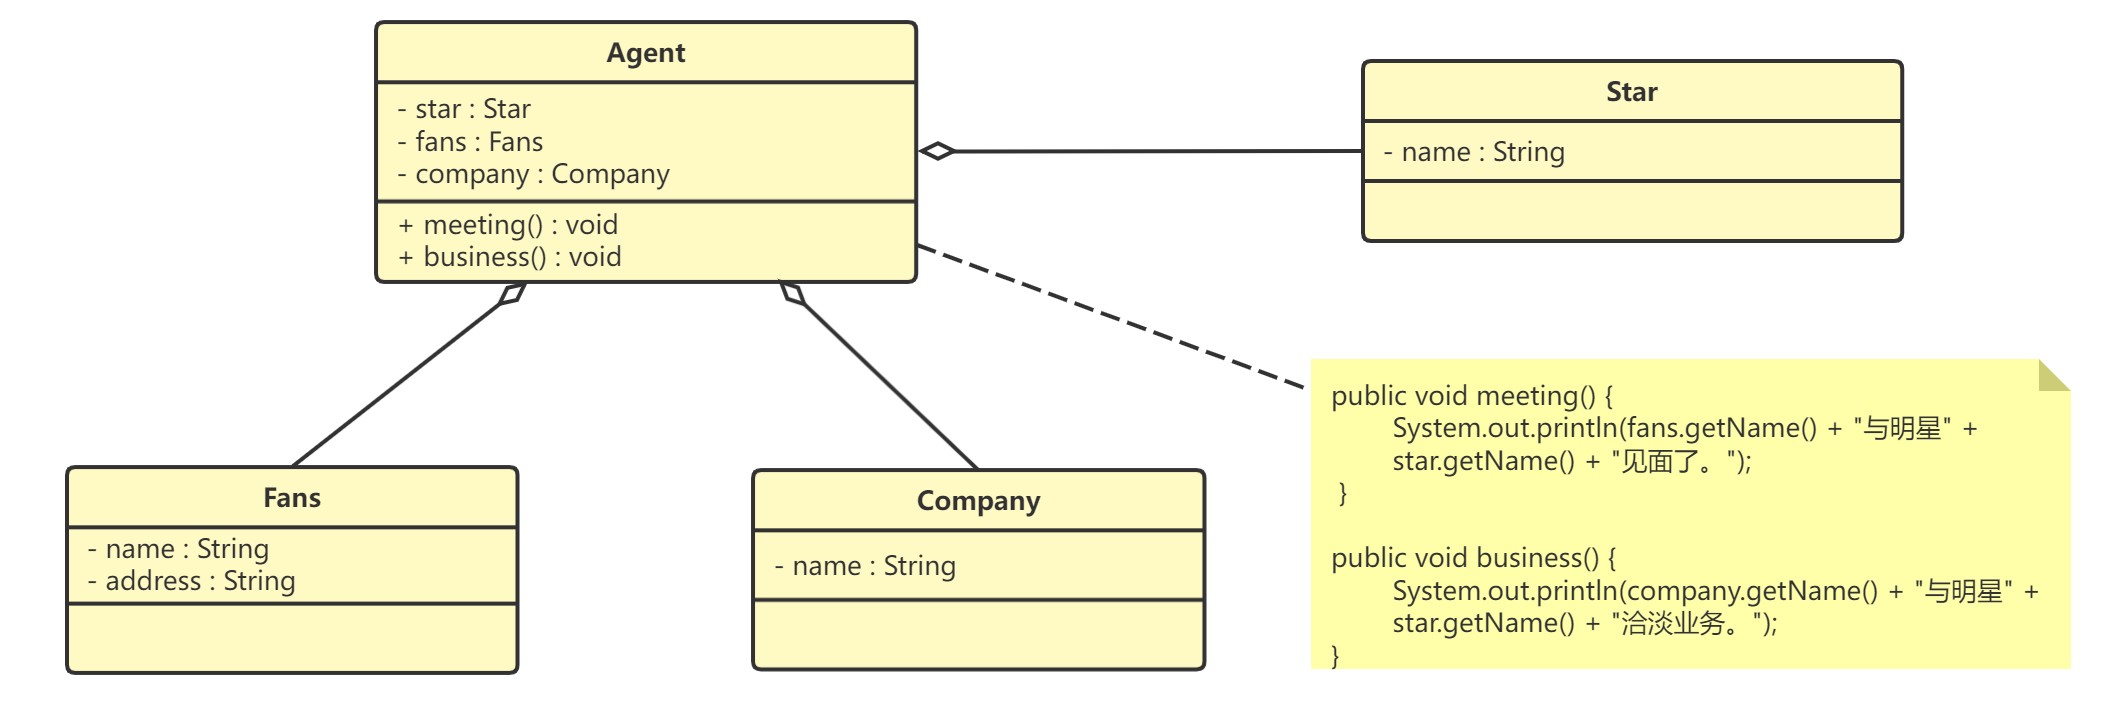 Agent
- star : Star
- fans : Fans
- company : Company
+ meeting() : void
+ business() : void
Star
- name : String
Fans
- name : String
- address : String
Company
- name : String
public void meeting() {
System.out.println(fans.getName() + "与明星" +
star.getName() + "见面了。");
}
public void business() {
System.out.println(company.getName() + "与明星" +
star.getName() + "洽淡业务。");
}